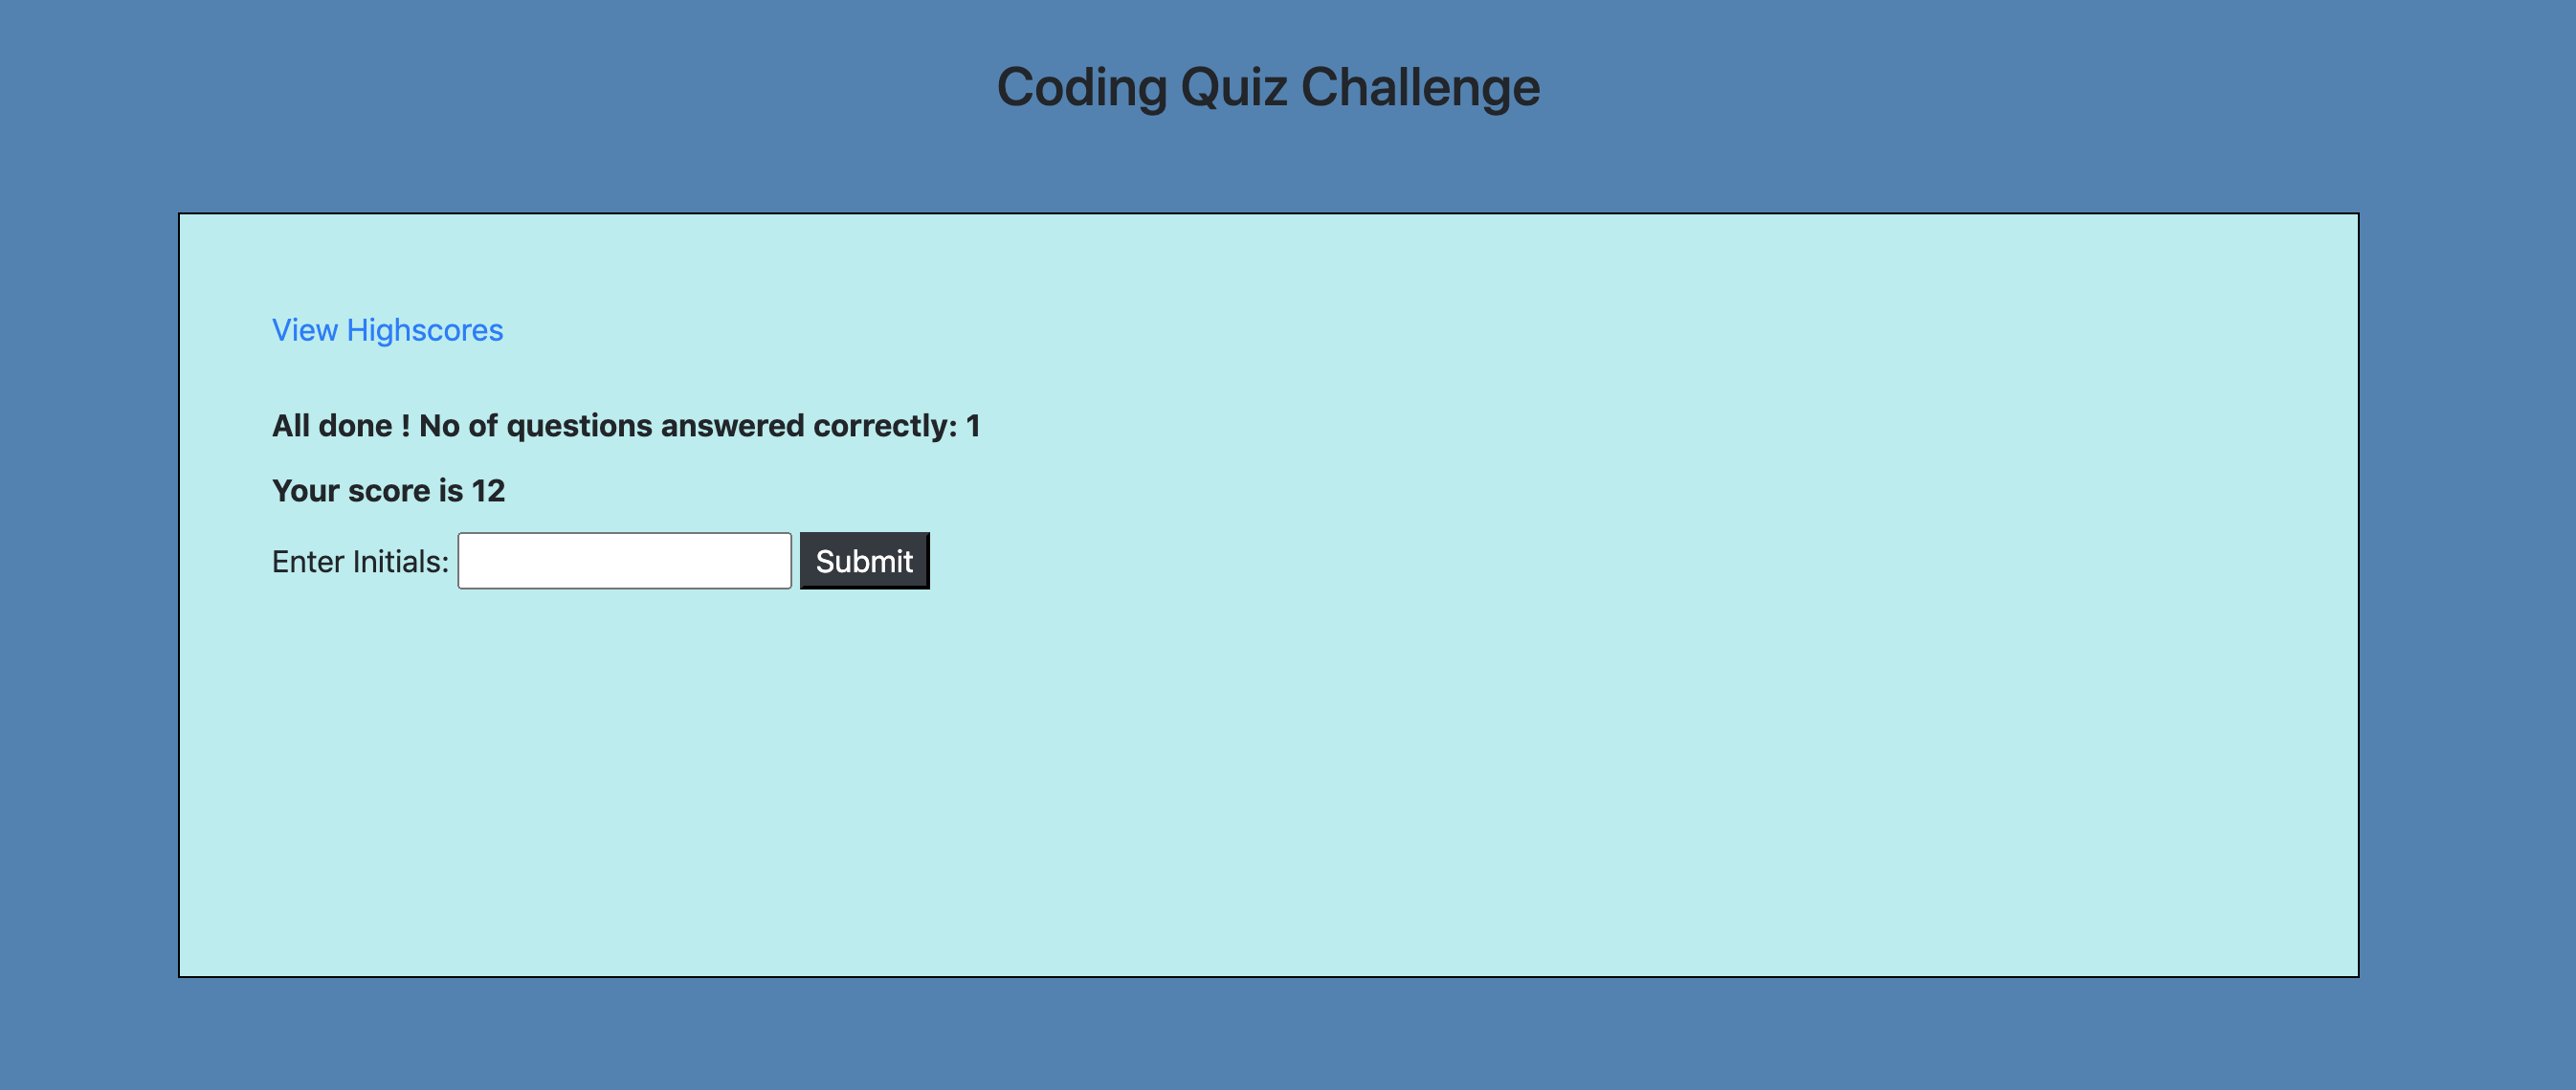 Coding Quiz Challenge
View Highscores
All done ! No of questions answered correctly: 1
Your score is 12
Enter Initials: Submit